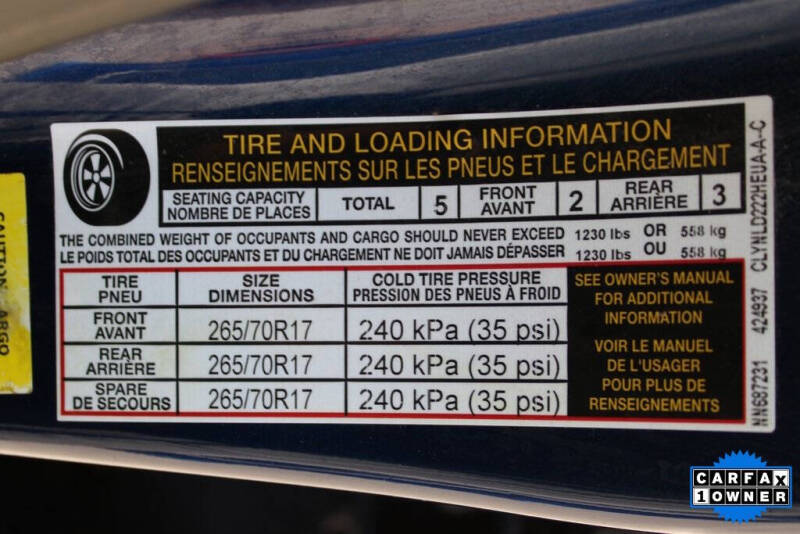 TIRE AND LOADING INFORMATION
RENSEIGNEMENTS SUR LES PNEUS ET LE CHARGEMENT
SEATING CAPACITY TOTAL 5 FRONT 2 REAR 3
NOMBRE DE PLACES AVANT ARRIÈRE
THE COMBINED WEIGHT OF OCCUPANTS AND CARGO SHOULD NEVER EXCEED 1230 lbs OR 558 kg
LE POIDS TOTAL DES OCCUPANTS ET DU CHARGEMENT NE DOIT JAMAIS DÉPASSER 1230 lbs OU 558 kg
TIRE SIZE COLD TIRE PRESSURE
PNEU DIMENSIONS PRESSION DES PNEUS À FROID
FRONT
AVANT 265/70R17 240 kPa (35 psi)
REAR
ARRIÈRE 265/70R17 240 kPa (35 psi)
SPARE
DE SECOURS 265/70R17 240 kPa (35 psi)
SEE OWNER'S MANUAL
FOR ADDITIONAL
INFORMATION
VOIR LE MANUEL
DE L'USAGER
POUR PLUS DE
RENSEIGNEMENTS
NN687231 424937 CLYNLD222HEUA-A-C
CAUTION
CARGO
CARFAX
1 OWNER